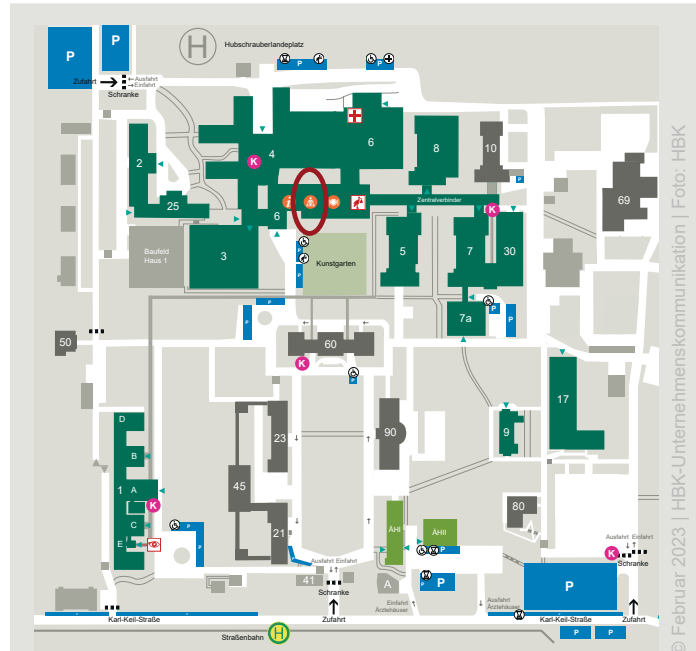 P
P
H
Hubschrauberlandeplatz
P
P
Zufahrt
Ausfahrt
Einfahrt
Schranke
6
8
10
4
K
2
69
25
i
Zentralverbinder
K
6
Baufeld
Haus 1
3
P
P
Kunstgarten
5
7
30
P
P
P
P
7a
P
50
60
K
P
17
D
23
90
9
B
45
1
A
K
80
C
21
ÄHI
ÄHII
E
P
P
P
Ausfahrt Einfahrt
K
Schranke
Ausfahrt Einfahrt
41
Schranke
A
P
P
Einfahrt
Ärztehäuser
Ausfahrt
Ärztehäuser
Karl-Keil-Straße
Zufahrt
Karl-Keil-Straße
Zufahrt
Straßenbahn
H
P
P
© Februar 2023 | HBK-Unternehmenskommunikation | Foto: HBK